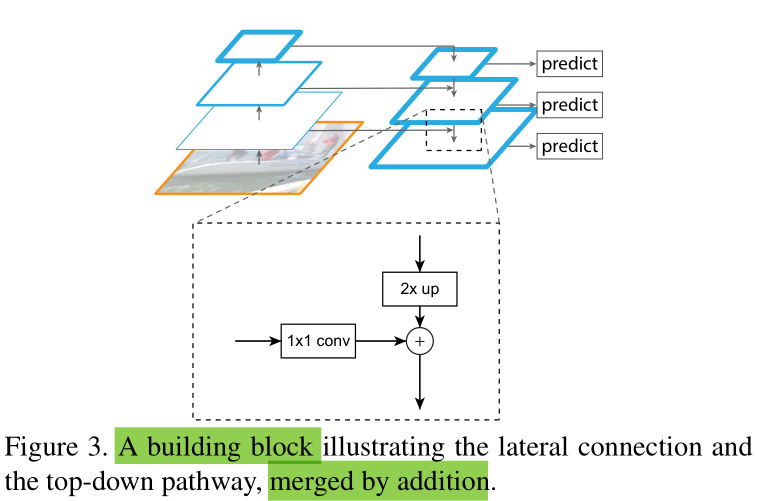 predict
predict
predict
2x up
1x1 conv
+
Figure 3. A building block illustrating the lateral connection and
the top-down pathway, merged by addition.